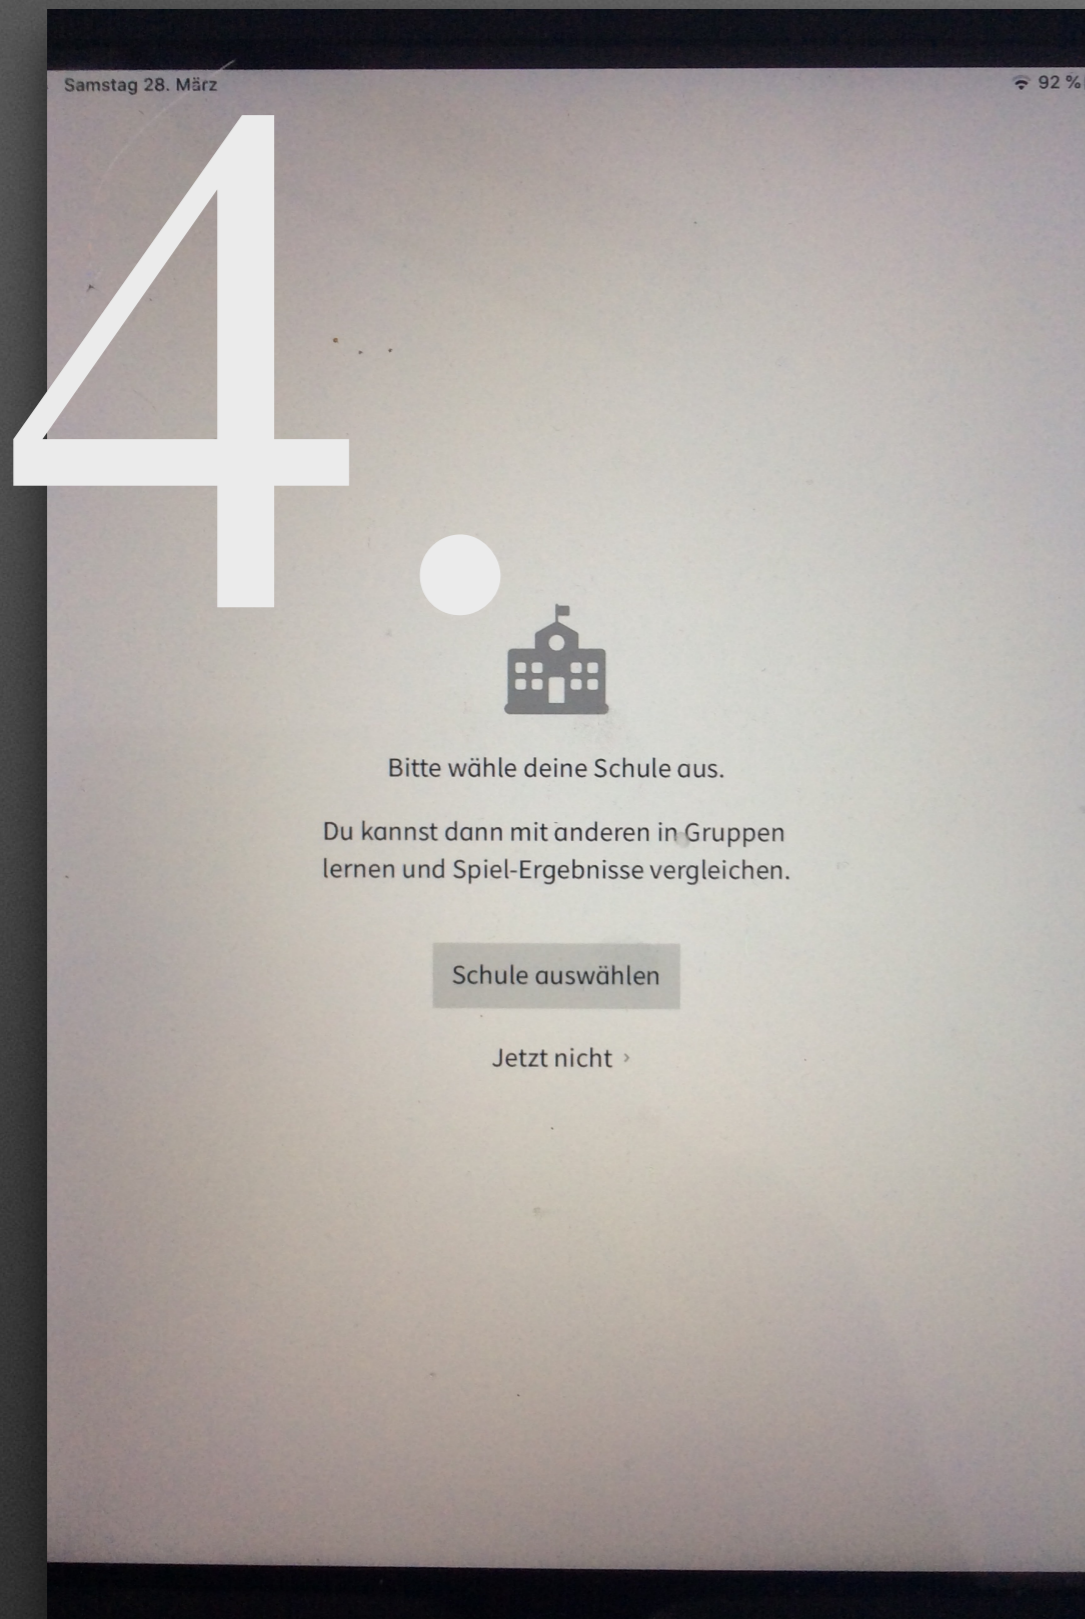 Samstag 28. März
92 %
4.
Bitte wähle deine Schule aus.
Du kannst dann mit anderen in Gruppen
lernen und Spiel-Ergebnisse vergleichen.
Schule auswählen
Jetzt nicht ›